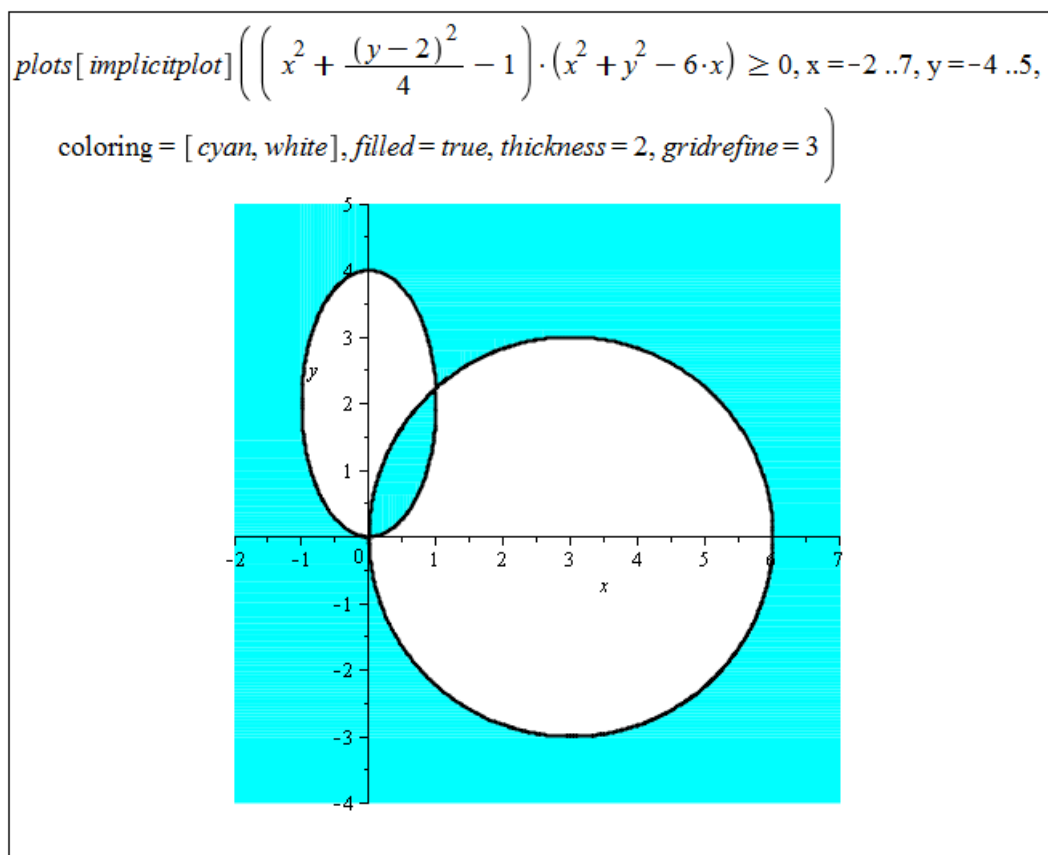 plots[implicitplot]((x^2 + (y − 2)^2/4 − 1)·(x^2 + y^2 − 6·x) ≥ 0, x = −2 ..7, y = −4 ..5,
coloring = [cyan, white], filled = true, thickness = 2, gridrefine = 3)
5
4
3
y
2
1
-2 -1 0 1 2 3 4 5 6 7
x
-1
-2
-3
-4